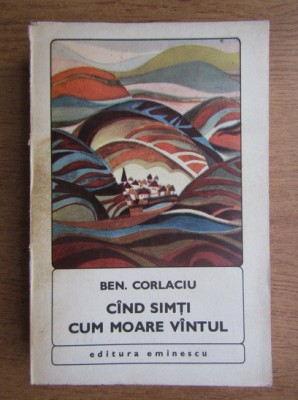 BEN. CORLACIU
CÎND SIMȚI
CUM MOARE VÎNTUL
editura eminescu